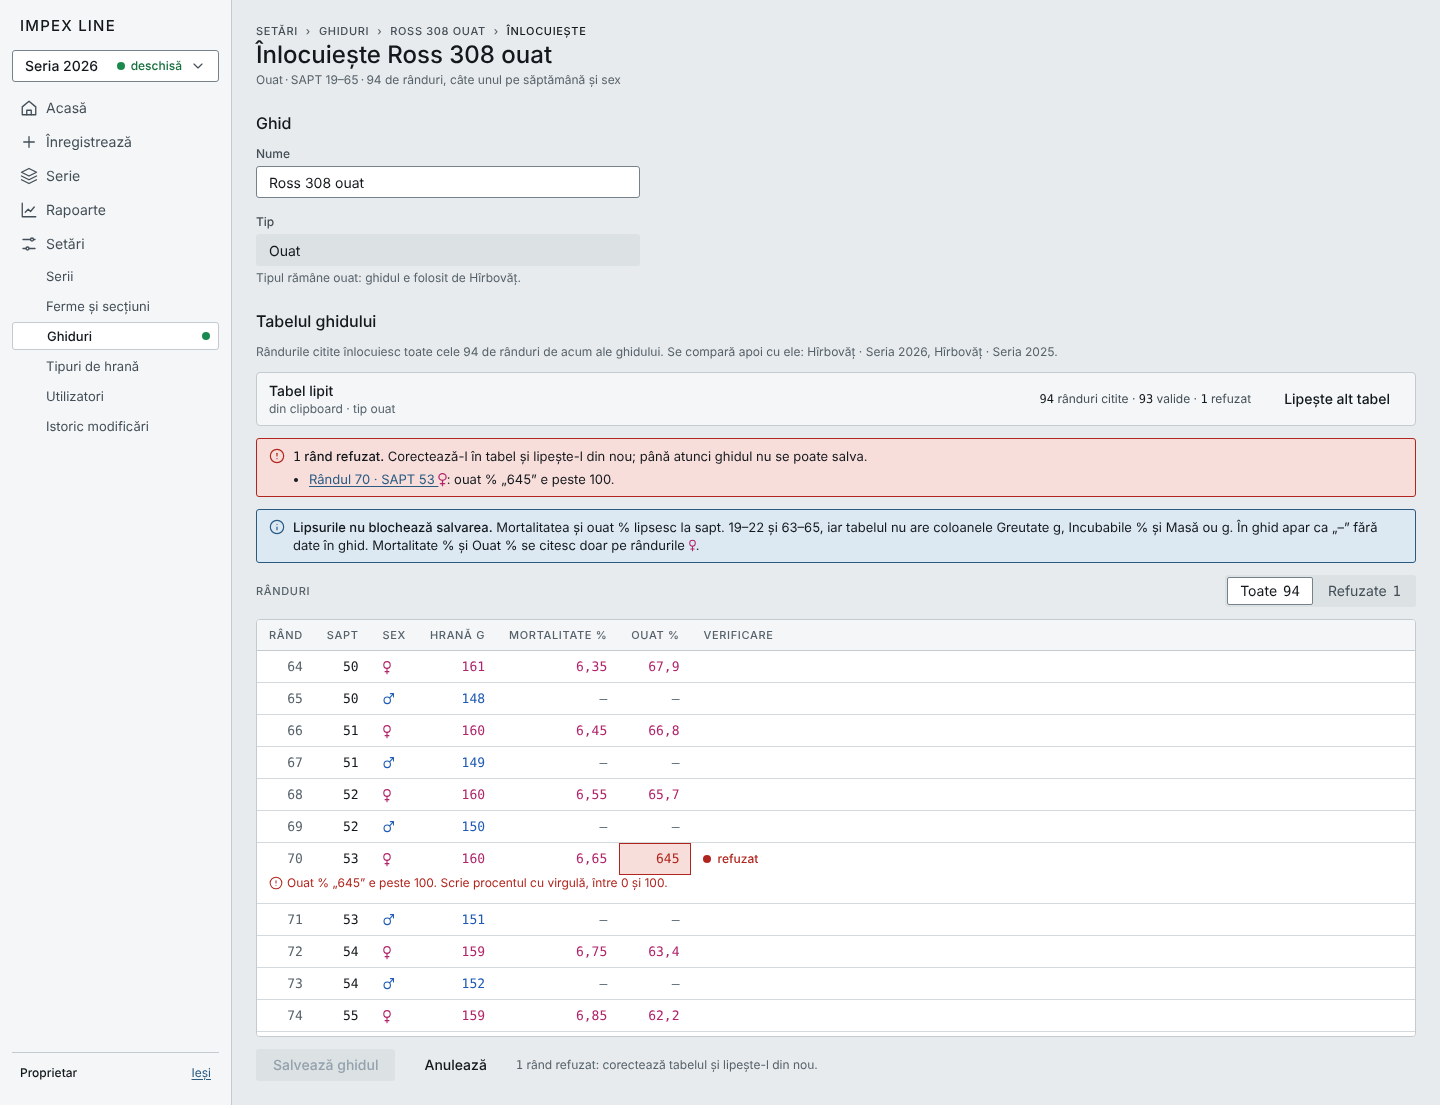 IMPEX LINE
Seria 2026 deschisă
Acasă
Înregistrează
Serie
Rapoarte
Setări
Serii
Ferme și secțiuni
Ghiduri
Tipuri de hrană
Utilizatori
Istoric modificări
Proprietar Ieși
SETĂRI › GHIDURI › ROSS 308 OUAT › ÎNLOCUIEȘTE
Înlocuiește Ross 308 ouat
Ouat · SAPT 19–65 · 94 de rânduri, câte unul pe săptămână și sex
Ghid
Nume
Ross 308 ouat
Tip
Ouat
Tipul rămâne ouat: ghidul e folosit de Hîrbovăț.
Tabelul ghidului
Rândurile citite înlocuiesc toate cele 94 de rânduri de acum ale ghidului. Se compară apoi cu ele: Hîrbovăț · Seria 2026, Hîrbovăț · Seria 2025.
Tabel lipit
din clipboard · tip ouat
94 rânduri citite · 93 valide · 1 refuzat
Lipește alt tabel
1 rând refuzat. Corectează-l în tabel și lipește-l din nou; până atunci ghidul nu se poate salva.
• Rândul 70 · SAPT 53 ♀: ouat % „645” e peste 100.
Lipsurile nu blochează salvarea. Mortalitatea și ouat % lipsesc la sapt. 19–22 și 63–65, iar tabelul nu are coloanele Greutate g, Incubabile % și Masă ou g. În ghid apar ca „–” fără
date în ghid. Mortalitate % și Ouat % se citesc doar pe rândurile ♀.
RÂNDURI
Toate 94 Refuzate 1
RÂND SAPT SEX HRANĂ G MORTALITATE % OUAT % VERIFICARE
64 50 ♀ 161 6,35 67,9
65 50 ♂ 148 – –
66 51 ♀ 160 6,45 66,8
67 51 ♂ 149 – –
68 52 ♀ 160 6,55 65,7
69 52 ♂ 150 – –
70 53 ♀ 160 6,65 645 refuzat
Ouat % „645” e peste 100. Scrie procentul cu virgulă, între 0 și 100.
71 53 ♂ 151 – –
72 54 ♀ 159 6,75 63,4
73 54 ♂ 152 – –
74 55 ♀ 159 6,85 62,2
Salvează ghidul Anulează 1 rând refuzat: corectează tabelul și lipește-l din nou.